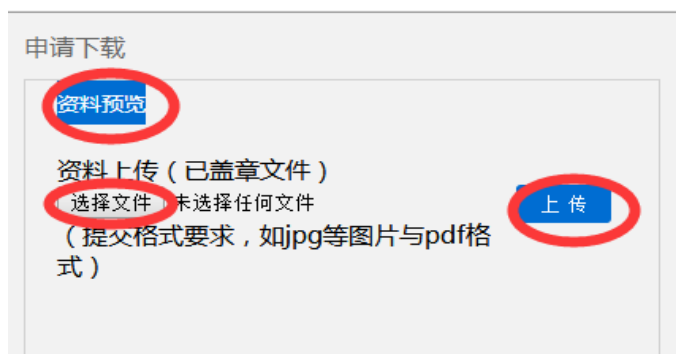 申请下载
资料预览
资料上传（已盖章文件）
选择文件 未选择任何文件
上 传
（提交格式要求，如jpg等图片与pdf格
式）